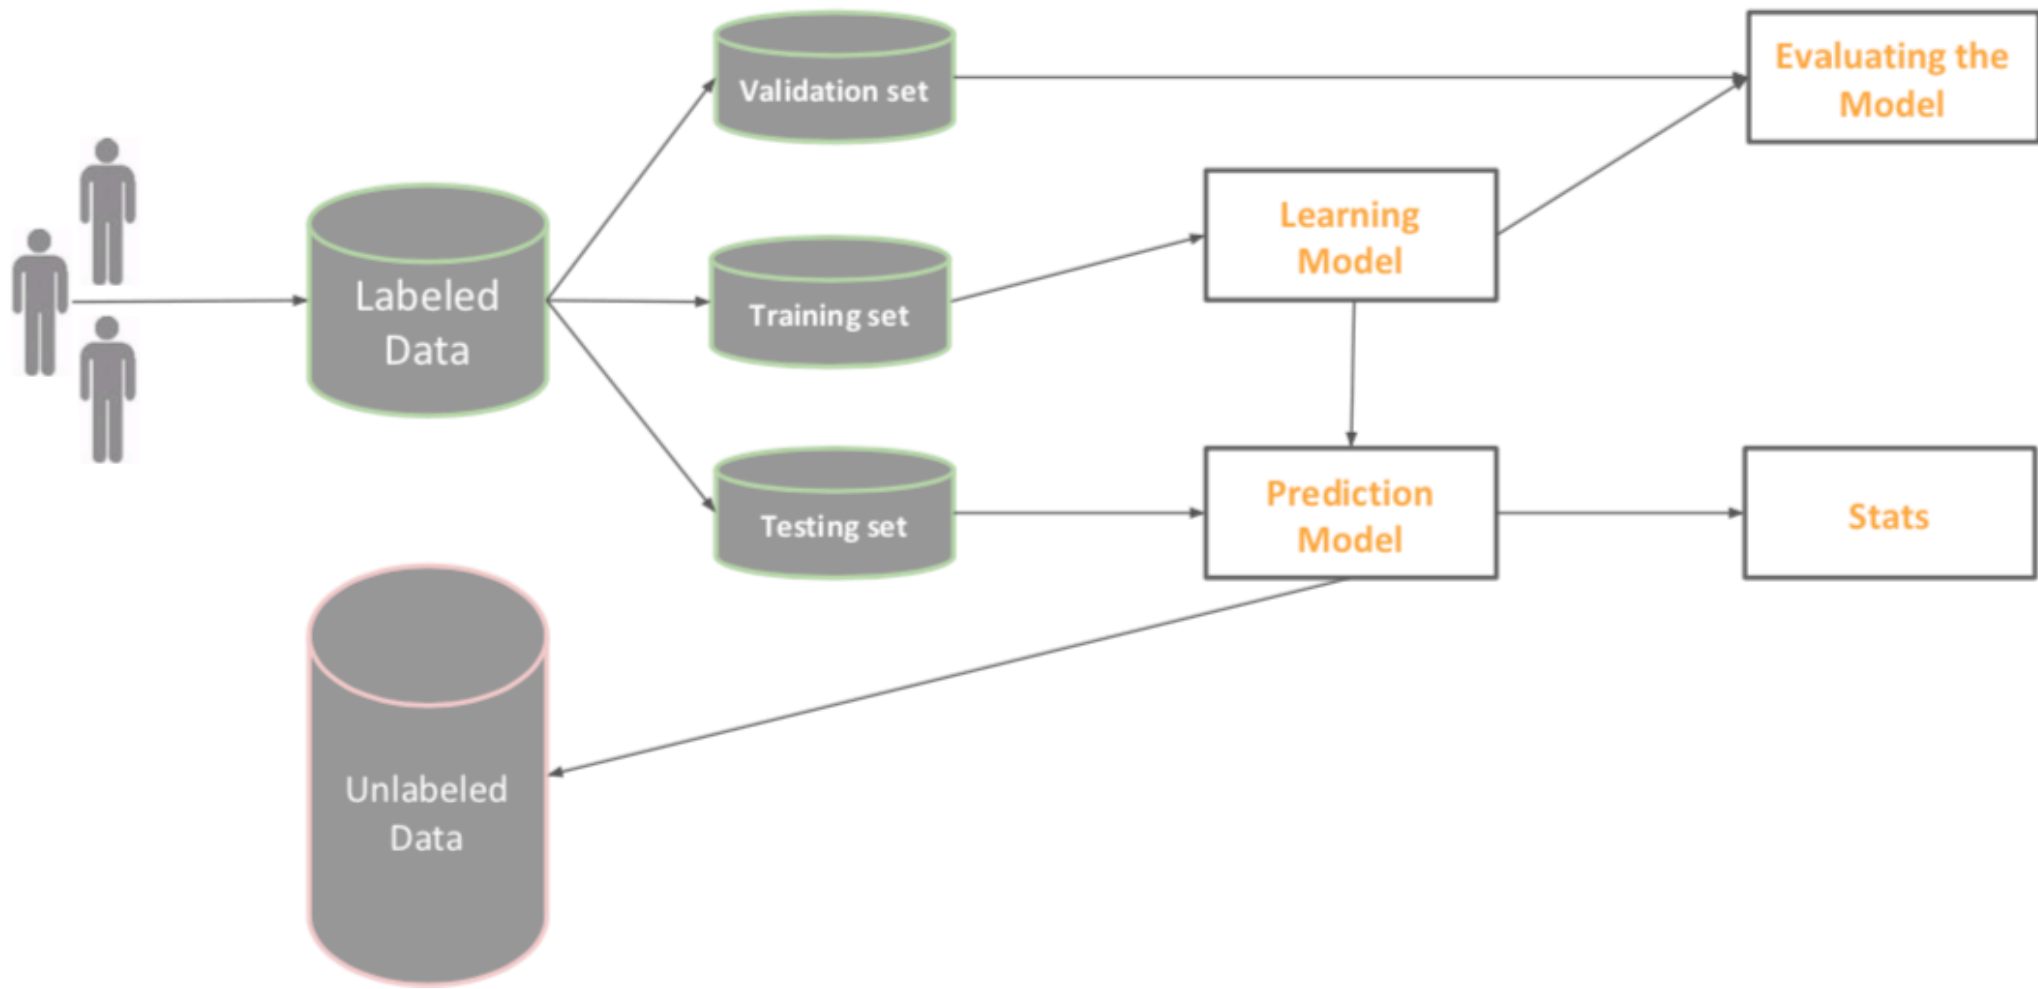 Validation set
Evaluating the
Model
Labeled
Data
Training set
Learning
Model
Testing set
Prediction
Model
Stats
Unlabeled
Data